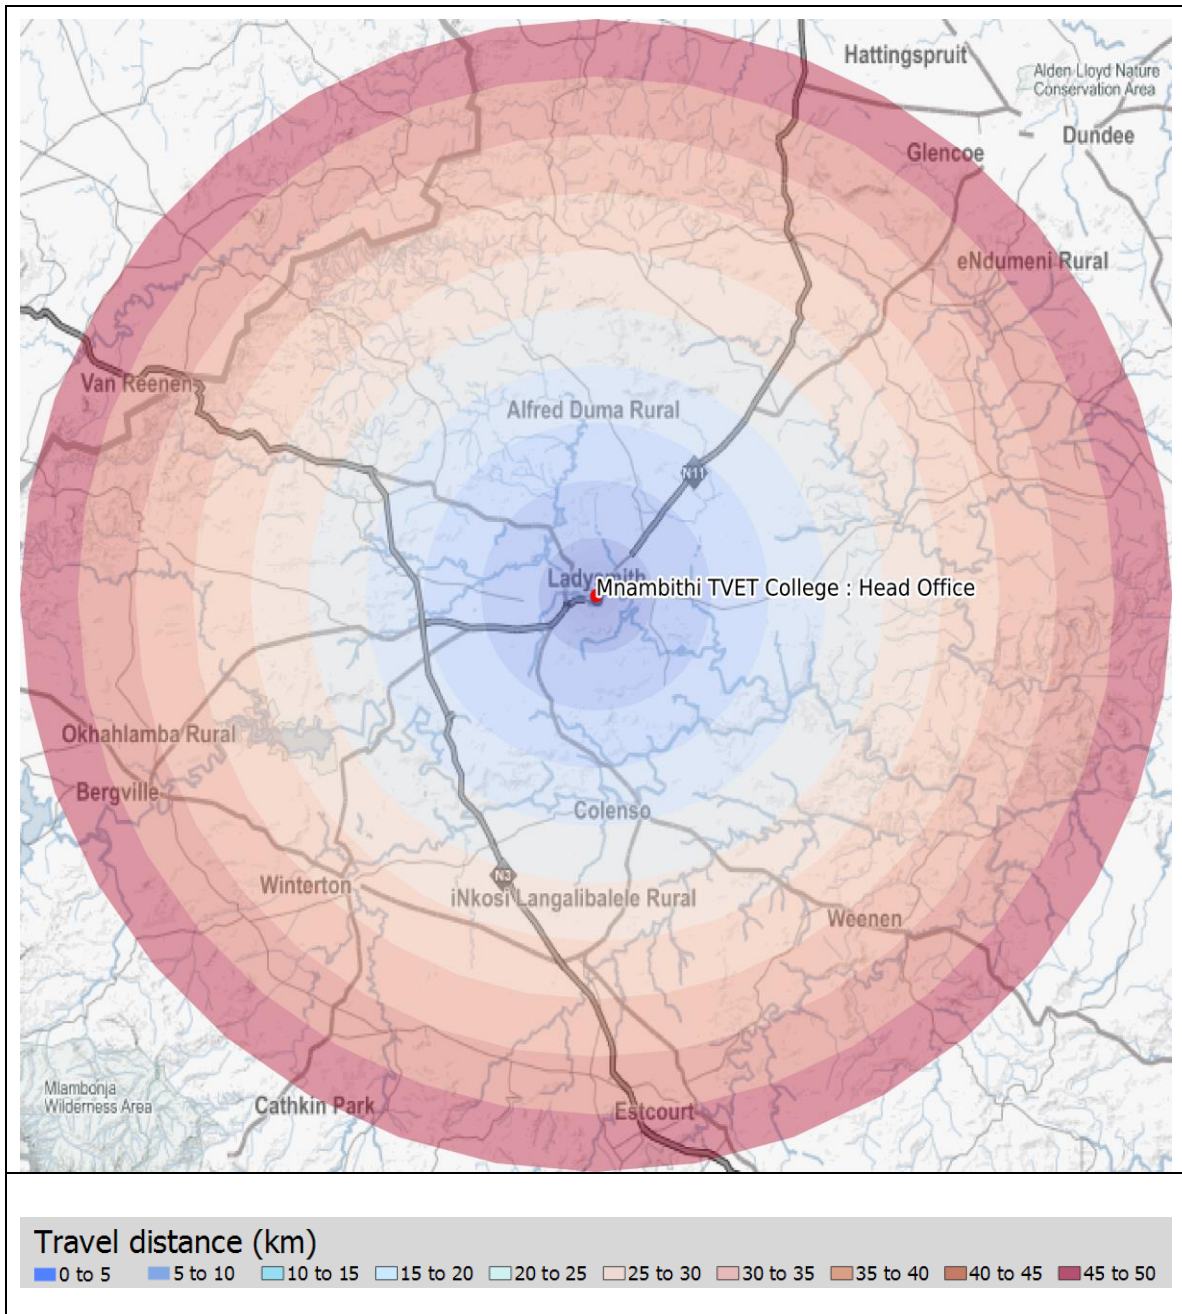 Hattingspruit
Alden Lloyd Nature
Conservation Area
Dundee
Glencoe
eNdumeni Rural
Van Reenen
Alfred Duma Rural
N11
Ladysmith
Mnambithi TVET College : Head Office
Okhahlamba Rural
Bergville
Colenso
Winterton
N3
iNkosi Langalibalele Rural
Weenen
Mlambonja
Wilderness Area
Cathkin Park
Estcourt
Travel distance (km)
0 to 5 5 to 10 10 to 15 15 to 20 20 to 25 25 to 30 30 to 35 35 to 40 40 to 45 45 to 50